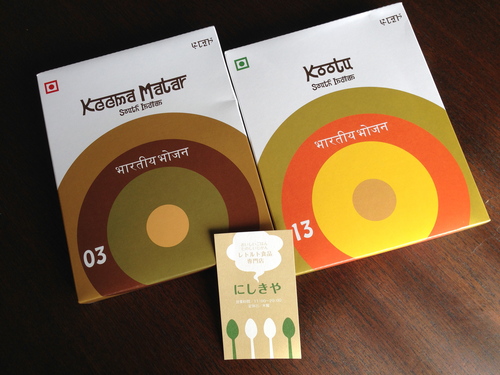 Keema Matar
South Indian
भारतीय भोजन
03
Kootu
South Indian
भारतीय भोजन
13
レトルト食品
専門店
にしきや